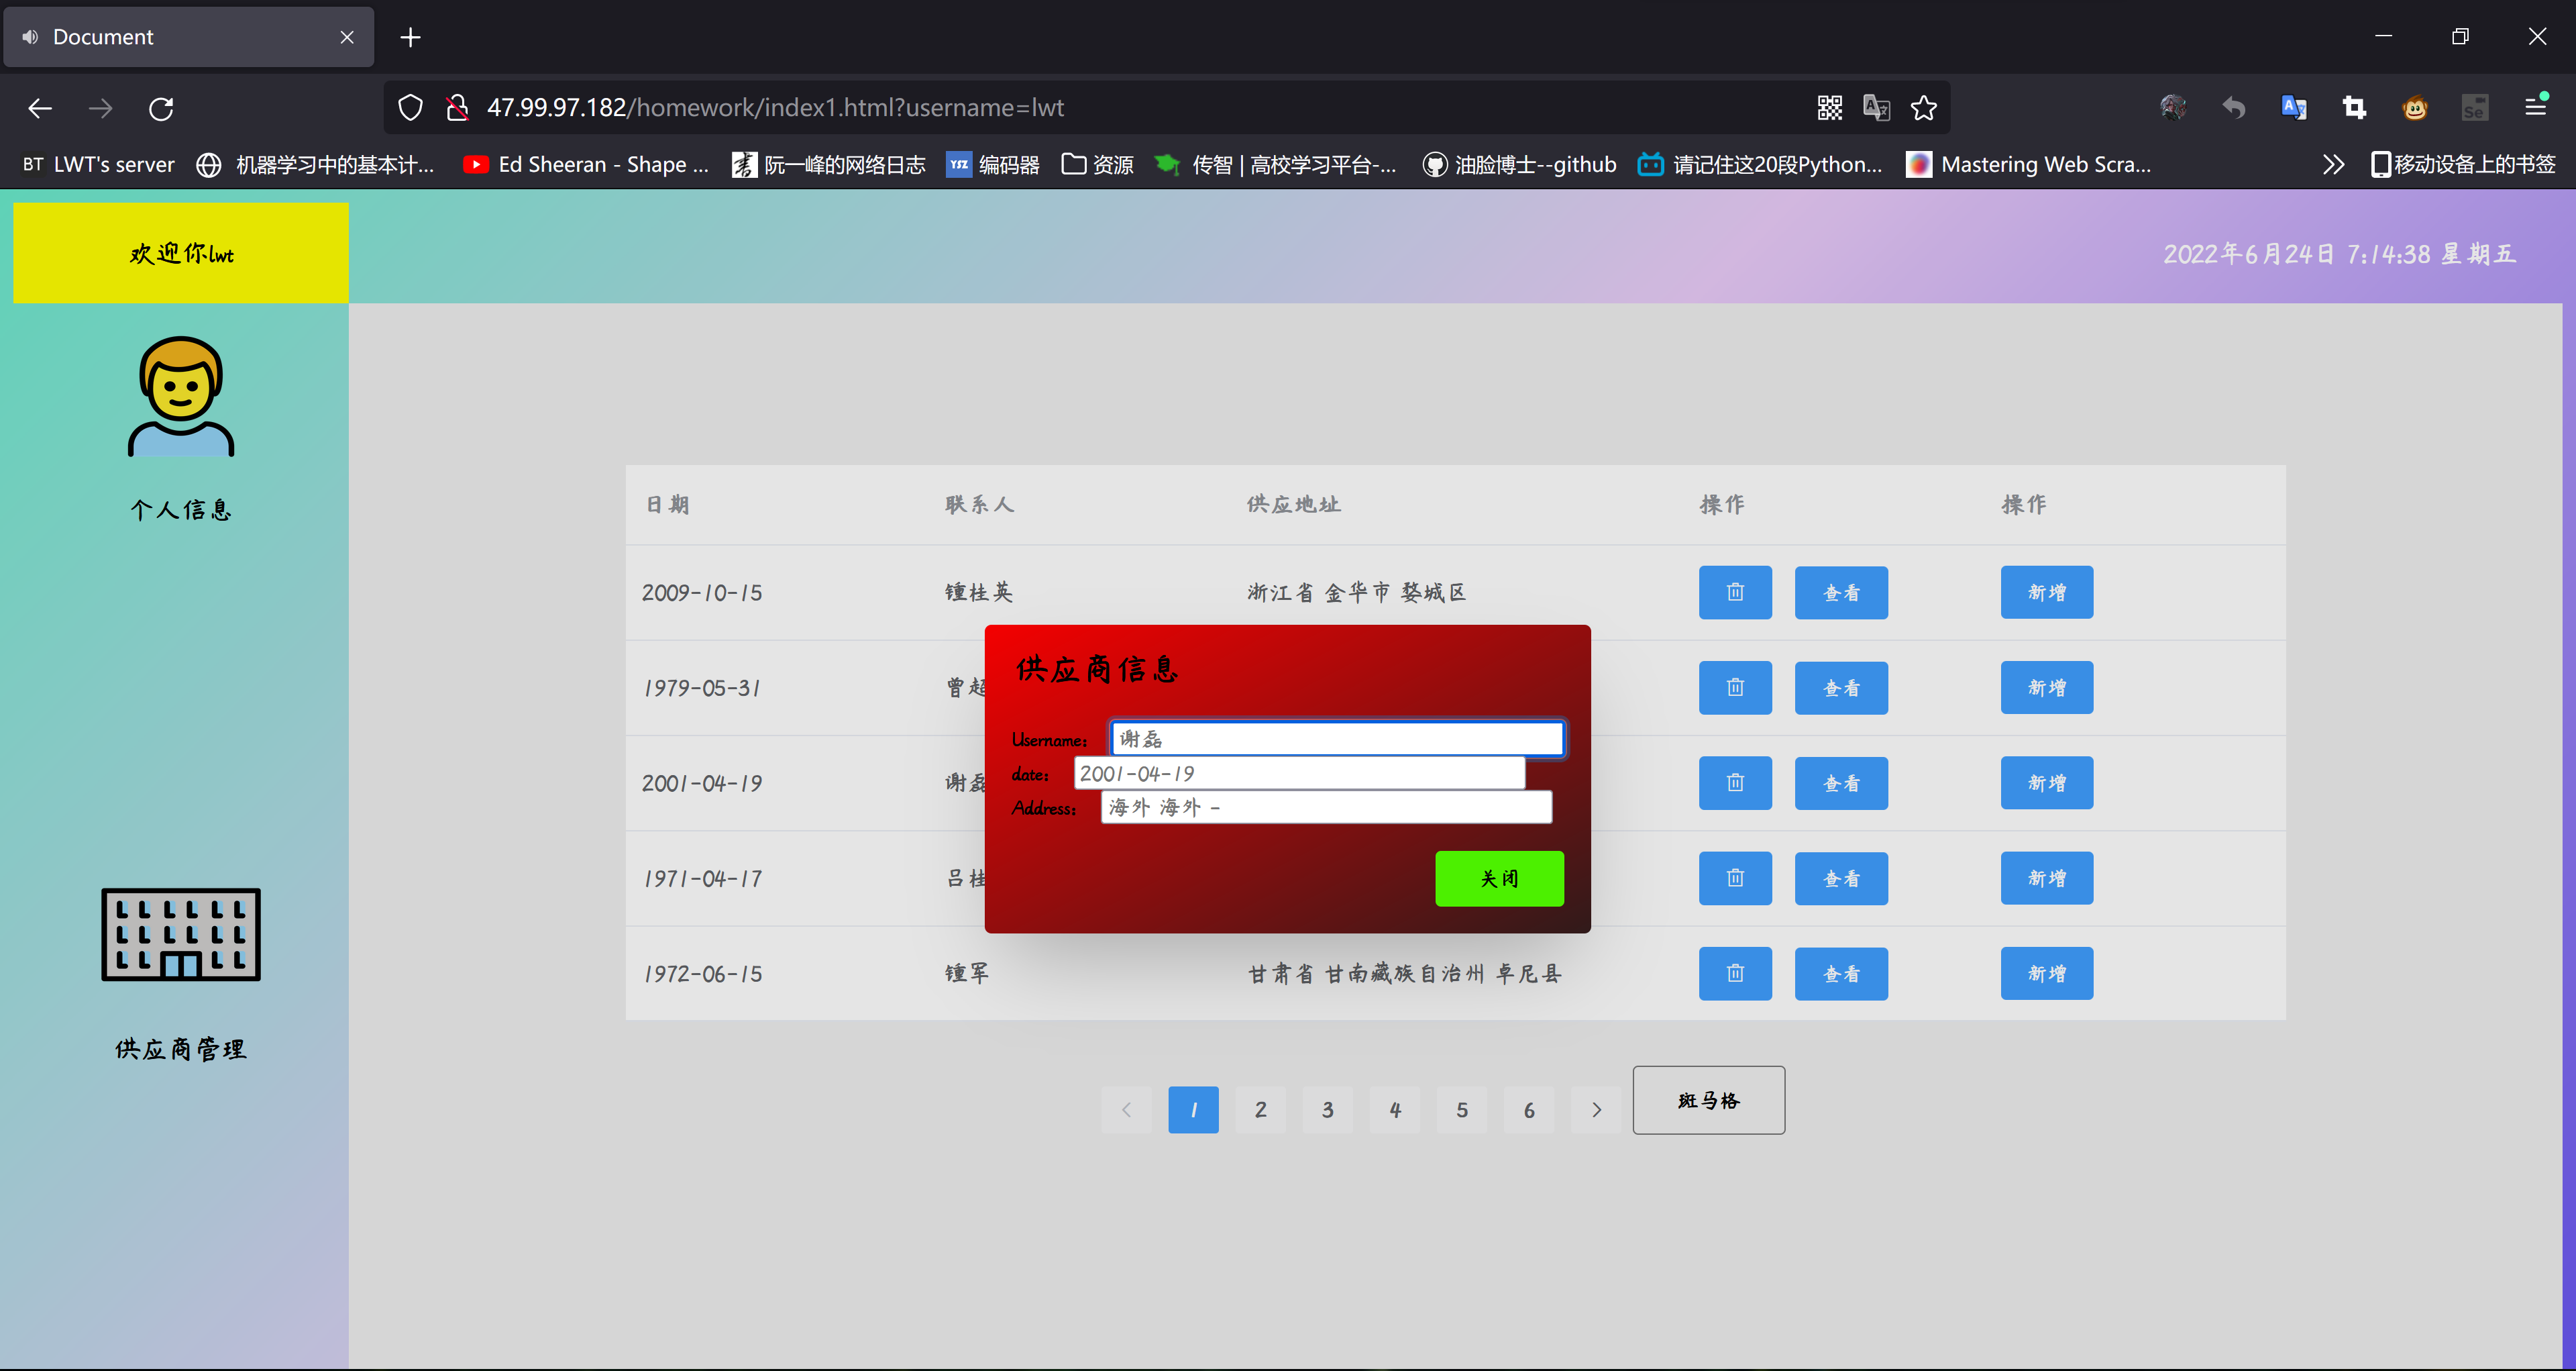 Document
47.99.97.182/homework/index1.html?username=lwt
BT LWT's server 机器学习中的基本计... Ed Sheeran - Shape ... 阮一峰的网络日志 YSZ 编码器 资源 传智 | 高校学习平台-... 油脸博士--github 请记住这20段Python... Mastering Web Scra... 移动设备上的书签
欢迎你lwt
2022年6月24日 7:14:38 星期五
个人信息
供应商管理
日期 联系人 供应地址 操作 操作
2009-10-15 锺桂英 浙江省 金华市 婺城区 查看 新增
1979-05-31 曾超 查看 新增
2001-04-19 谢磊 查看 新增
1971-04-17 吕桂 查看 新增
1972-06-15 锺军 甘肃省 甘南藏族自治州 卓尼县 查看 新增
供应商信息
Username： 谢磊
date： 2001-04-19
Address： 海外 海外 -
关闭
1 2 3 4 5 6 斑马格